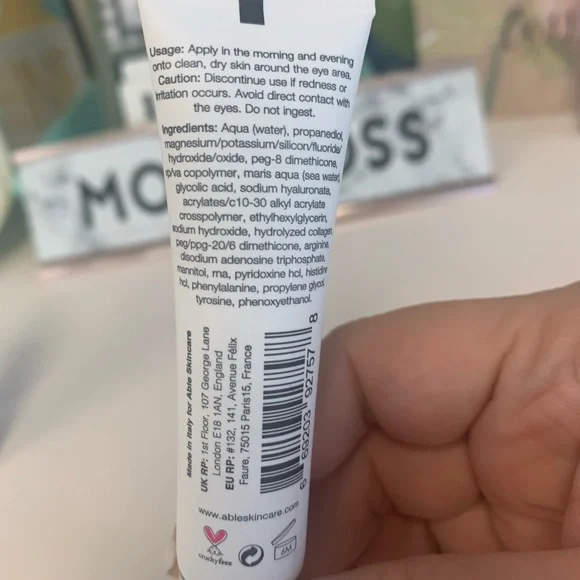 Usage: Apply in the morning and evening
onto clean, dry skin around the eye area.
Caution: Discontinue use if redness or
irritation occurs. Avoid direct contact with
the eyes. Do not ingest.
Ingredients: Aqua (water), propanediol,
magnesium/potassium/silicon/fluoride/
hydroxide/oxide, peg-8 dimethicone,
vp/va copolymer, maris aqua (sea water)
glycolic acid, sodium hyaluronate,
acrylates/c10-30 alkyl acrylate
crosspolymer, ethylhexylglycerin,
sodium hydroxide, hydrolyzed collagen,
peg/ppg-20/6 dimethicone, arginine,
disodium adenosine triphosphate,
mannitol, rna, pyridoxine hcl, histidine
hcl, phenylalanine, propylene glycol,
tyrosine, phenoxyethanol.
Made in Italy for Able Skincare
UK RP: 1st Floor, 107 George Lane
London E18 1AN, England
EU RP: #132, 141, Avenue Félix
Faure, 75015 Paris15, France
6 69203 92757 8
www.ableskincare.com
crueltyfree
6M
MO
OSS